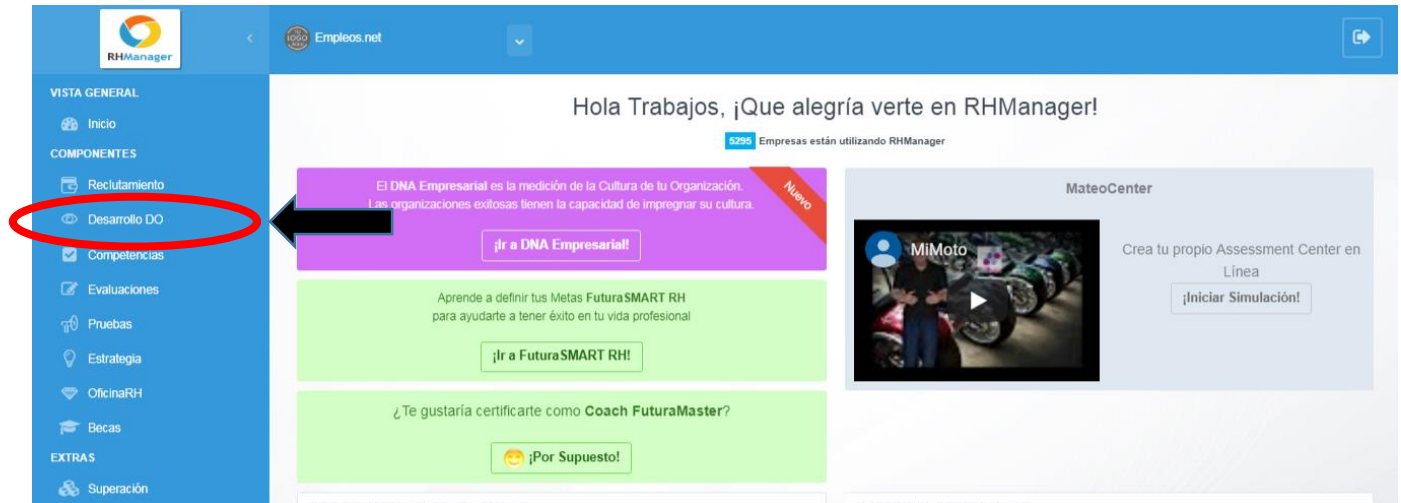 RHManager
Empleos.net
VISTA GENERAL
Inicio
COMPONENTES
Reclutamiento
Desarrollo DO
Competencias
Evaluaciones
Pruebas
Estrategia
OficinaRH
Becas
EXTRAS
Superación
Hola Trabajos, ¡Que alegría verte en RHManager!
5295 Empresas están utilizando RHManager
El DNA Empresarial es la medición de la Cultura de tu Organización.
Las organizaciones exitosas tienen la capacidad de impregnar su cultura.
Nuevo
¡Ir a DNA Empresarial!
Aprende a definir tus Metas FuturaSMART RH
para ayudarte a tener éxito en tu vida profesional
¡Ir a FuturaSMART RH!
¿Te gustaría certificarte como Coach FuturaMaster?
¡Por Supuesto!
MateoCenter
MiMoto
Crea tu propio Assessment Center en
Línea
¡Iniciar Simulación!